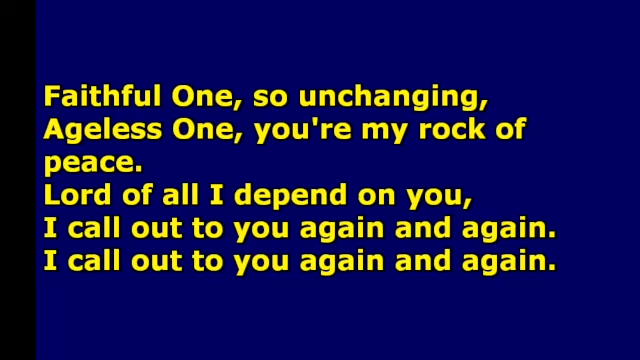 Faithful One, so unchanging,
Ageless One, you're my rock of
peace.
Lord of all I depend on you,
I call out to you again and again.
I call out to you again and again.